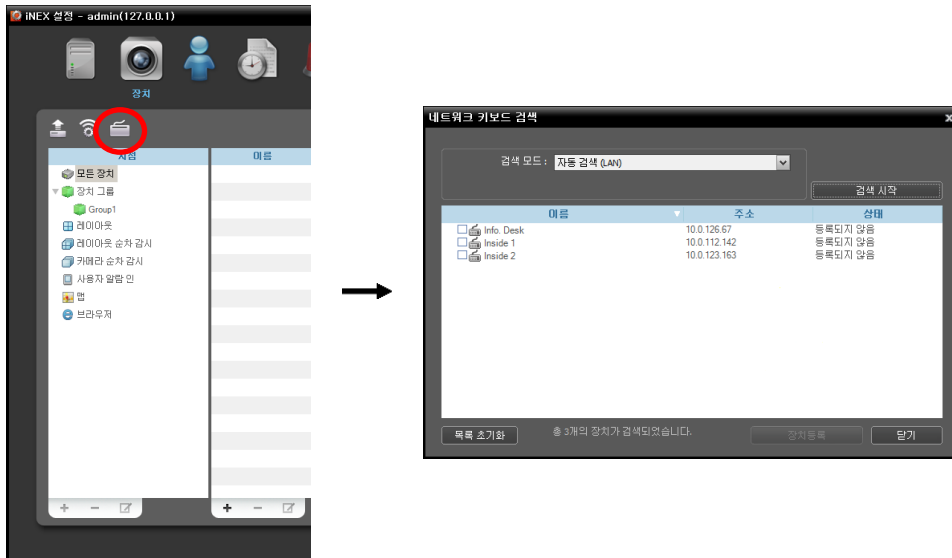 iNEX 설정 - admin(127.0.0.1)
장치
지점
이름
모든 장치
장치 그룹
Group1
레이아웃
레이아웃 순차 감시
카메라 순차 감시
사용자 알람 인
맵
브라우저
네트워크 키보드 검색
검색 모드 : 자동 검색 (LAN)
검색 시작
이름 주소 상태
Info. Desk 10.0.126.67 등록되지 않음
Inside 1 10.0.112.142 등록되지 않음
Inside 2 10.0.123.163 등록되지 않음
목록 초기화 총 3개의 장치가 검색되었습니다. 장치등록 닫기